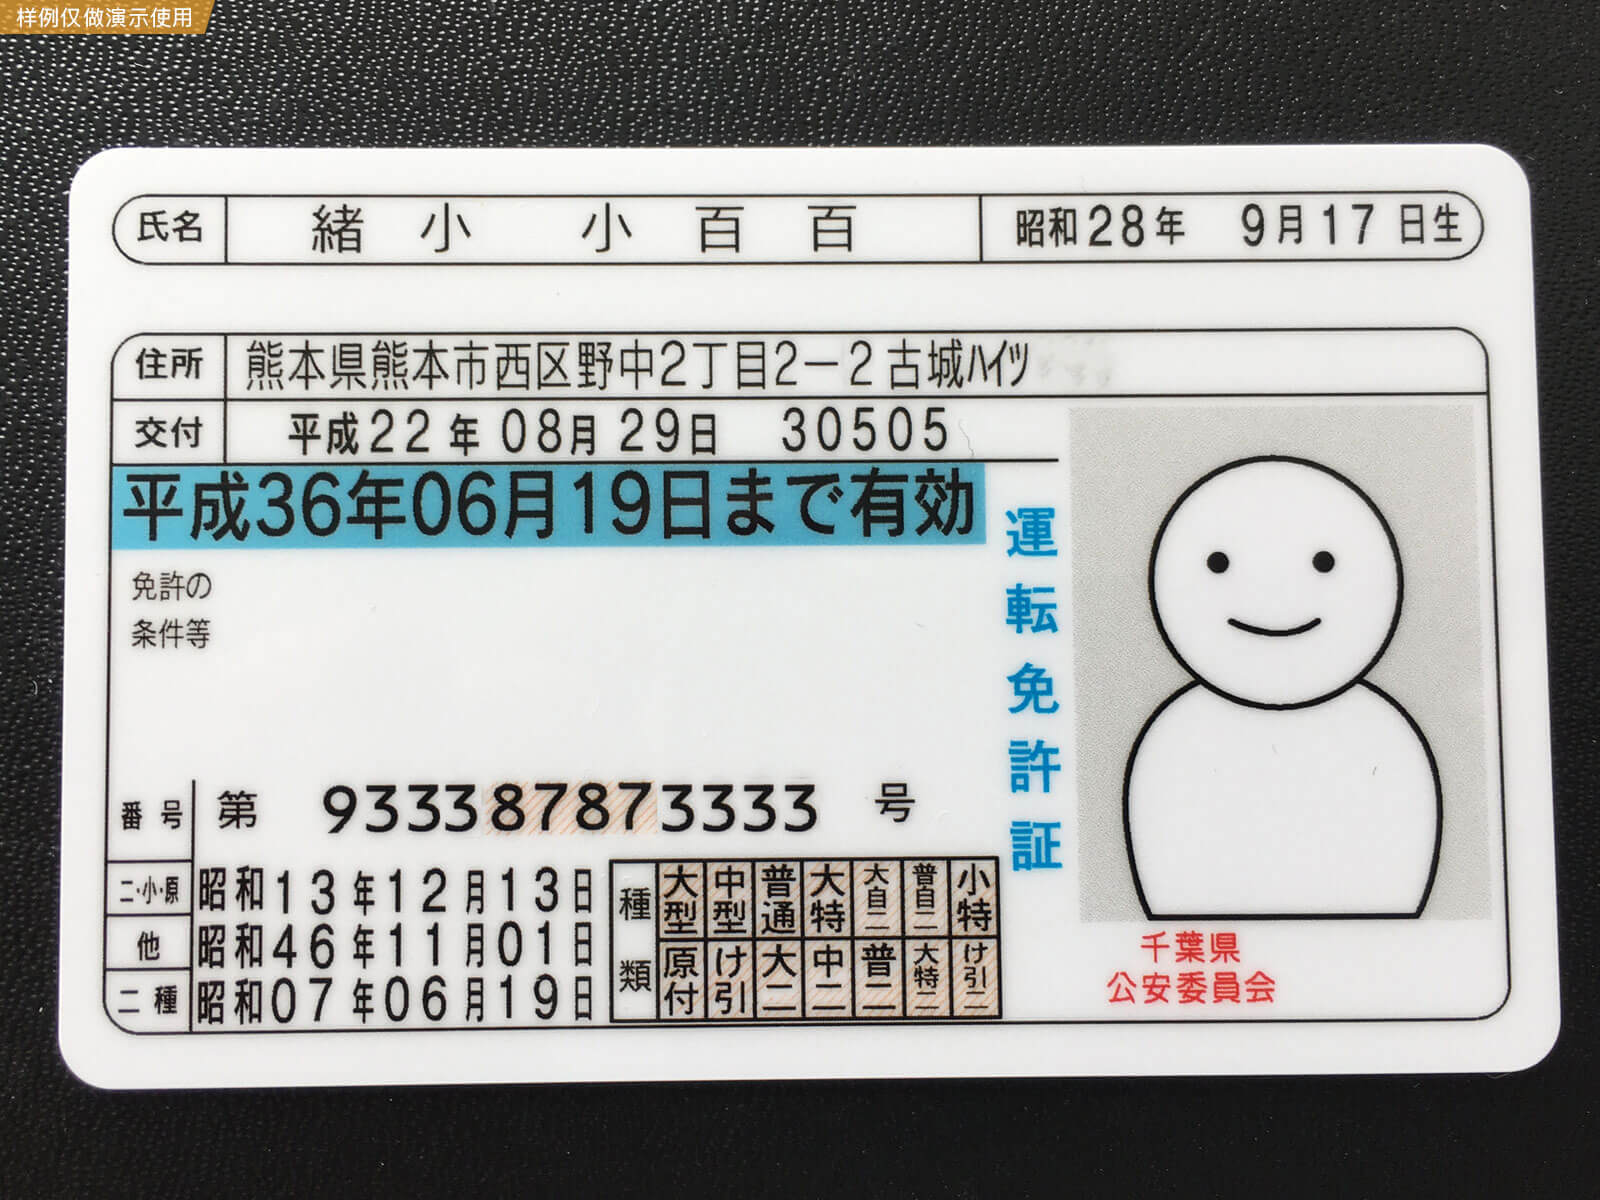 样例仅做演示使用
氏名 緒小 小百百 昭和28年 9月17日生
住所 熊本県熊本市西区野中2丁目2-2古城ハイツ
交付 平成22年08月29日 30505
平成36年06月19日まで有効
免許の
条件等
運転免許証
番号 第 933387873333 号
二・小・原 昭和13年12月13日
他 昭和46年11月01日
二種 昭和07年06月19日
種類 大型 中型 普通 大特 大自二 普自二 小特
原付 け引 大二 中二 普二 大特二 け引二
千葉県
公安委員会